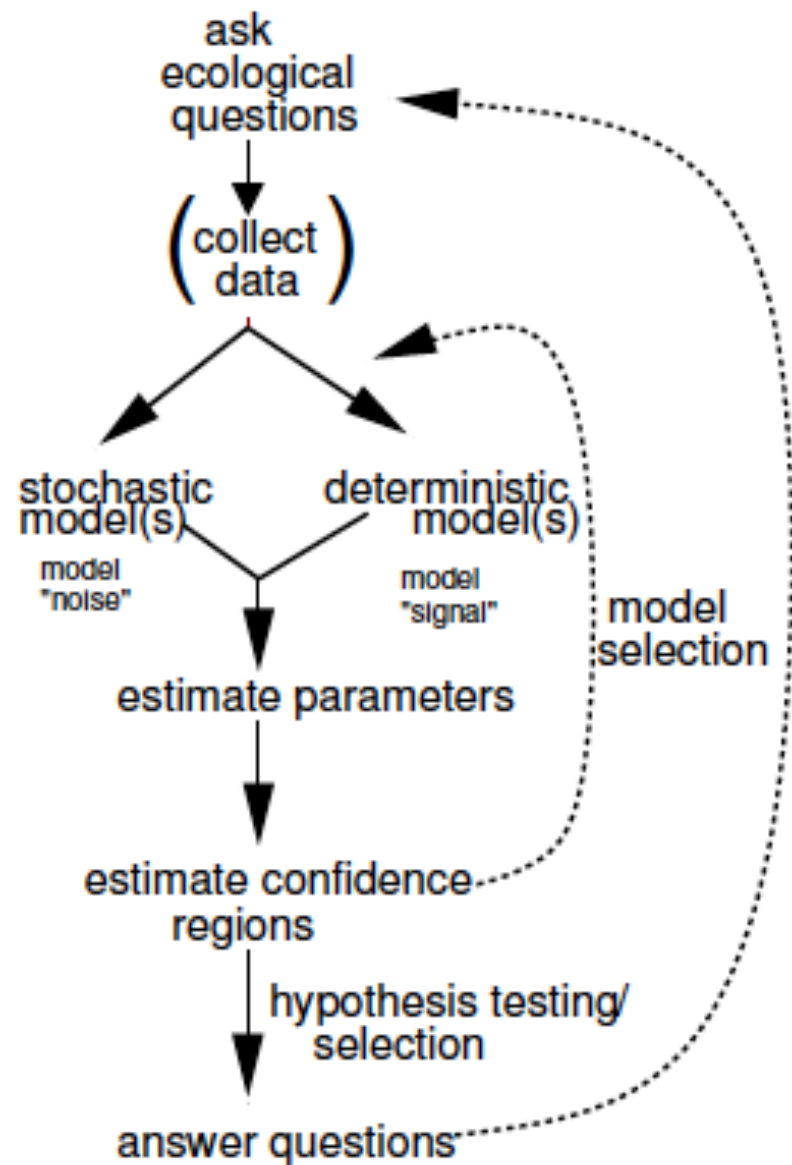 ask
ecological
questions
(collect
data)
stochastic
model(s)
model
"noise"
deterministic
model(s)
model
"signal"
model
selection
estimate parameters
estimate confidence
regions
hypothesis testing/
selection
answer questions